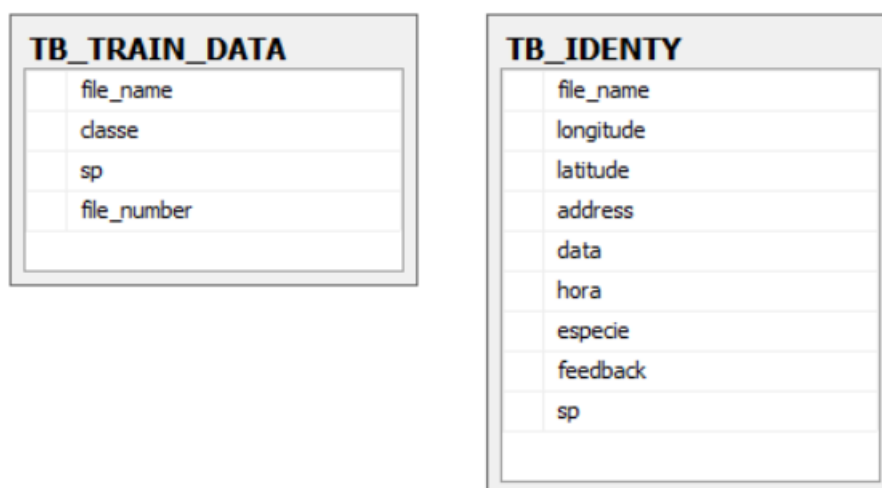 TB_TRAIN_DATA
file_name
classe
sp
file_number
TB_IDENTY
file_name
longitude
latitude
address
data
hora
especie
feedback
sp